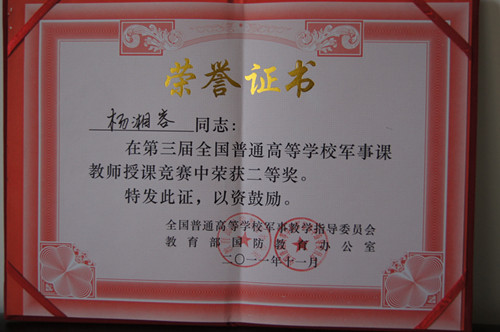 荣誉证书
杨湘容 同志：
在第三届全国普通高等学校军事课
教师授课竞赛中荣获二等奖。
特发此证，以资鼓励。
全国普通高等学校军事教学指导委员会
教育部国防教育办公室
二〇一一年十一月